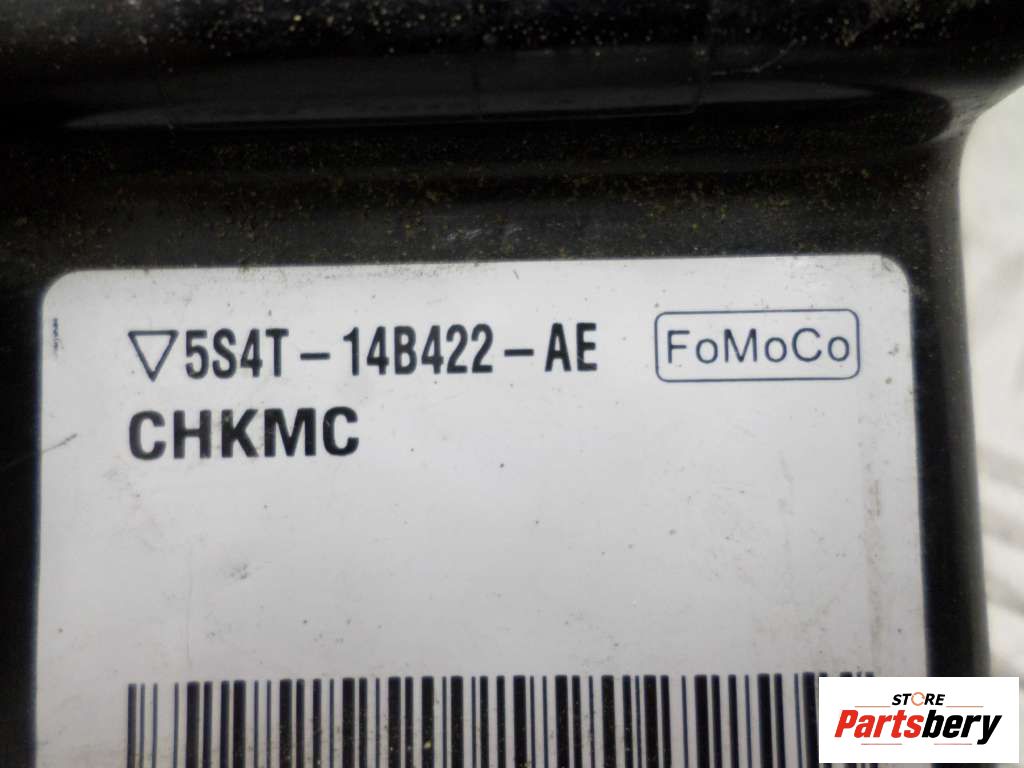 ▽5S4T-14B422-AE FoMoCo
CHKMC
STORE
Partsbery